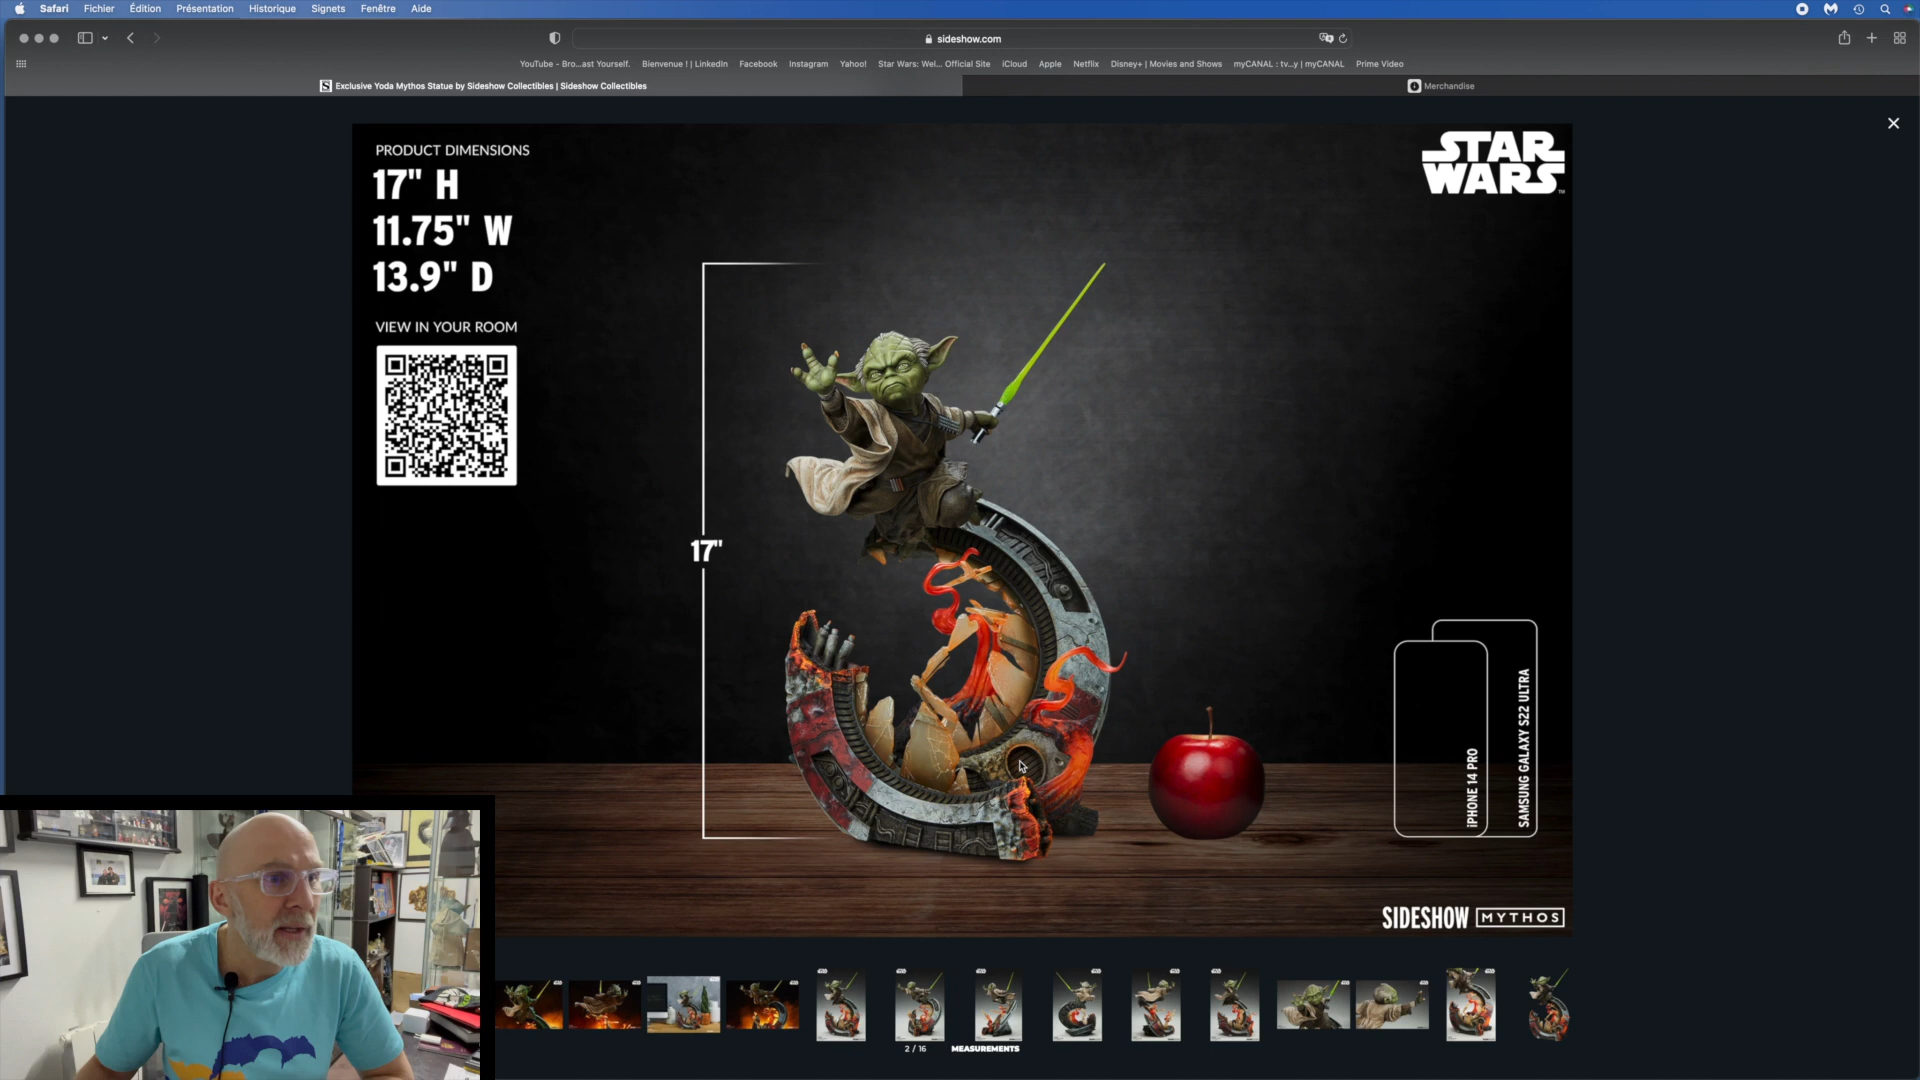 Safari Fichier Édition Présentation Historique Signets Fenêtre Aide
sideshow.com
YouTube - Bro...ast Yourself. Bienvenue ! | LinkedIn Facebook Instagram Yahoo! Star Wars: Wel... Official Site iCloud Apple Netflix Disney+ | Movies and Shows myCANAL : tv...y | myCANAL Prime Video
S Exclusive Yoda Mythos Statue by Sideshow Collectibles | Sideshow Collectibles
Merchandise
PRODUCT DIMENSIONS
17" H
11.75" W
13.9" D
VIEW IN YOUR ROOM
STAR
WARS
TM
17"
iPHONE 14 PRO
SAMSUNG GALAXY S22 ULTRA
SIDESHOW MYTHOS
2 / 16 MEASUREMENTS